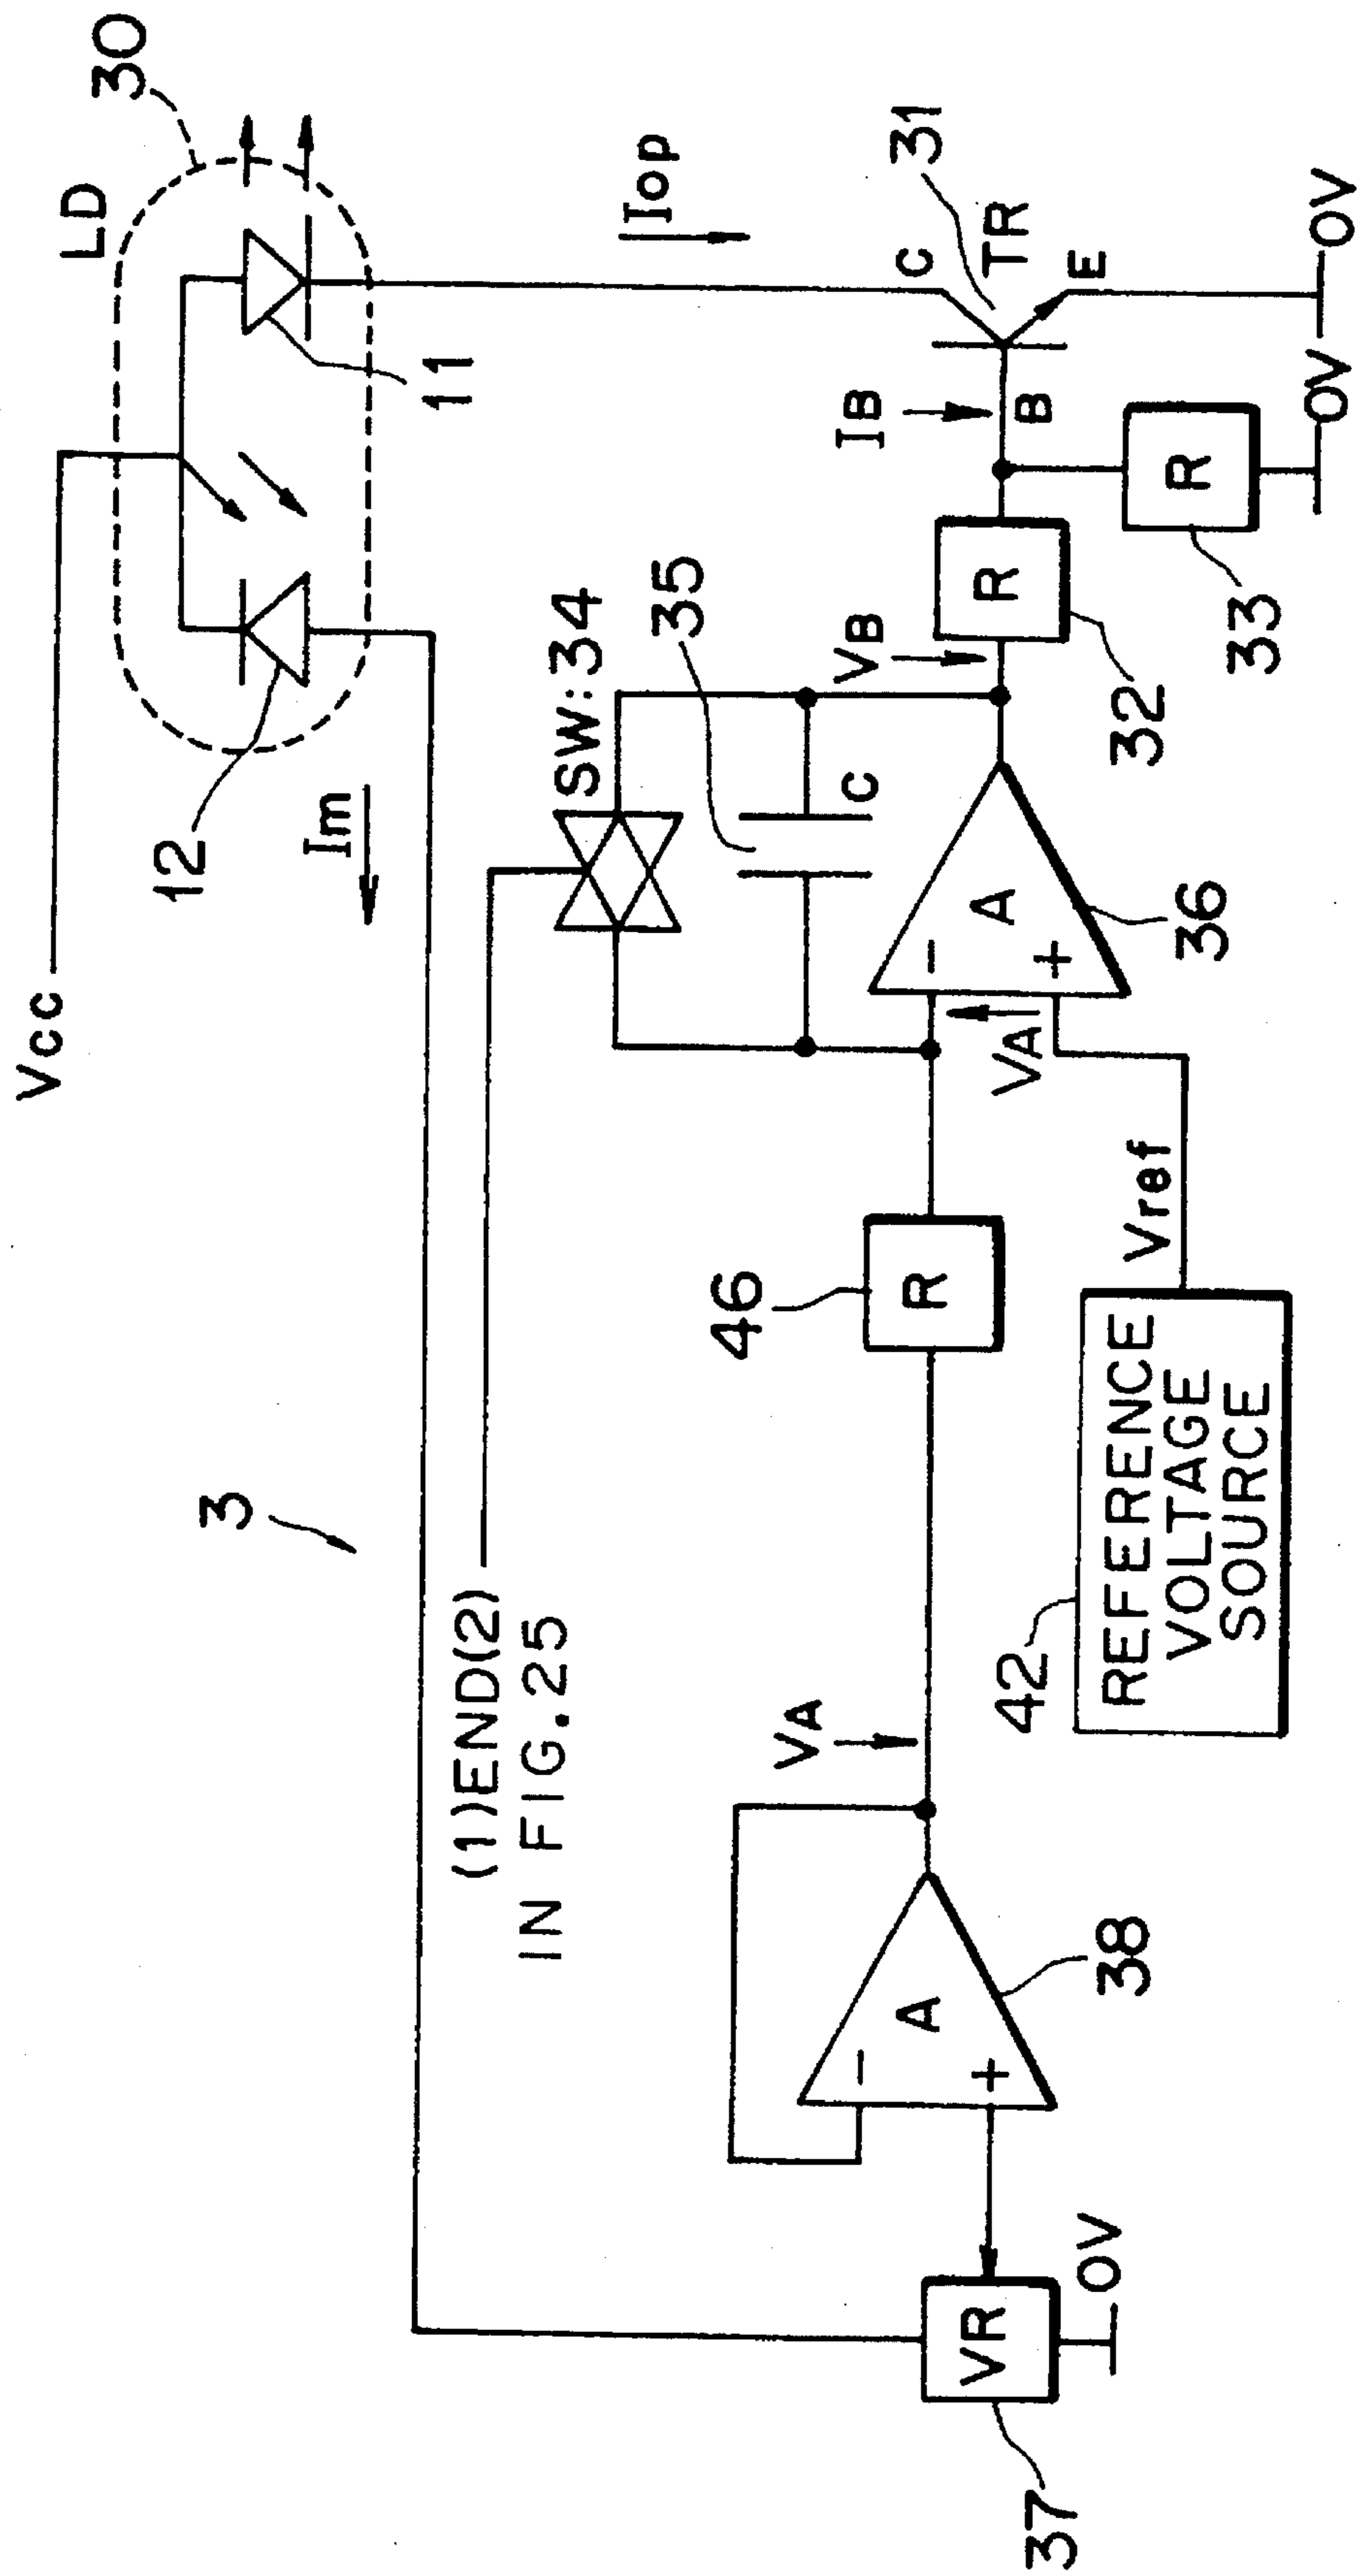 Vcc
LD
30
12
11
Im
Iop
3
(1)END(2)
IN FIG.25
SW:34
35
C
IB
C
31
TR
B
E
VB
VA
46
R
A
-
+
VA
36
R
32
R
33
0V
0V
VR
37
0V
A
-
+
38
42
REFERENCE
VOLTAGE
SOURCE
Vref